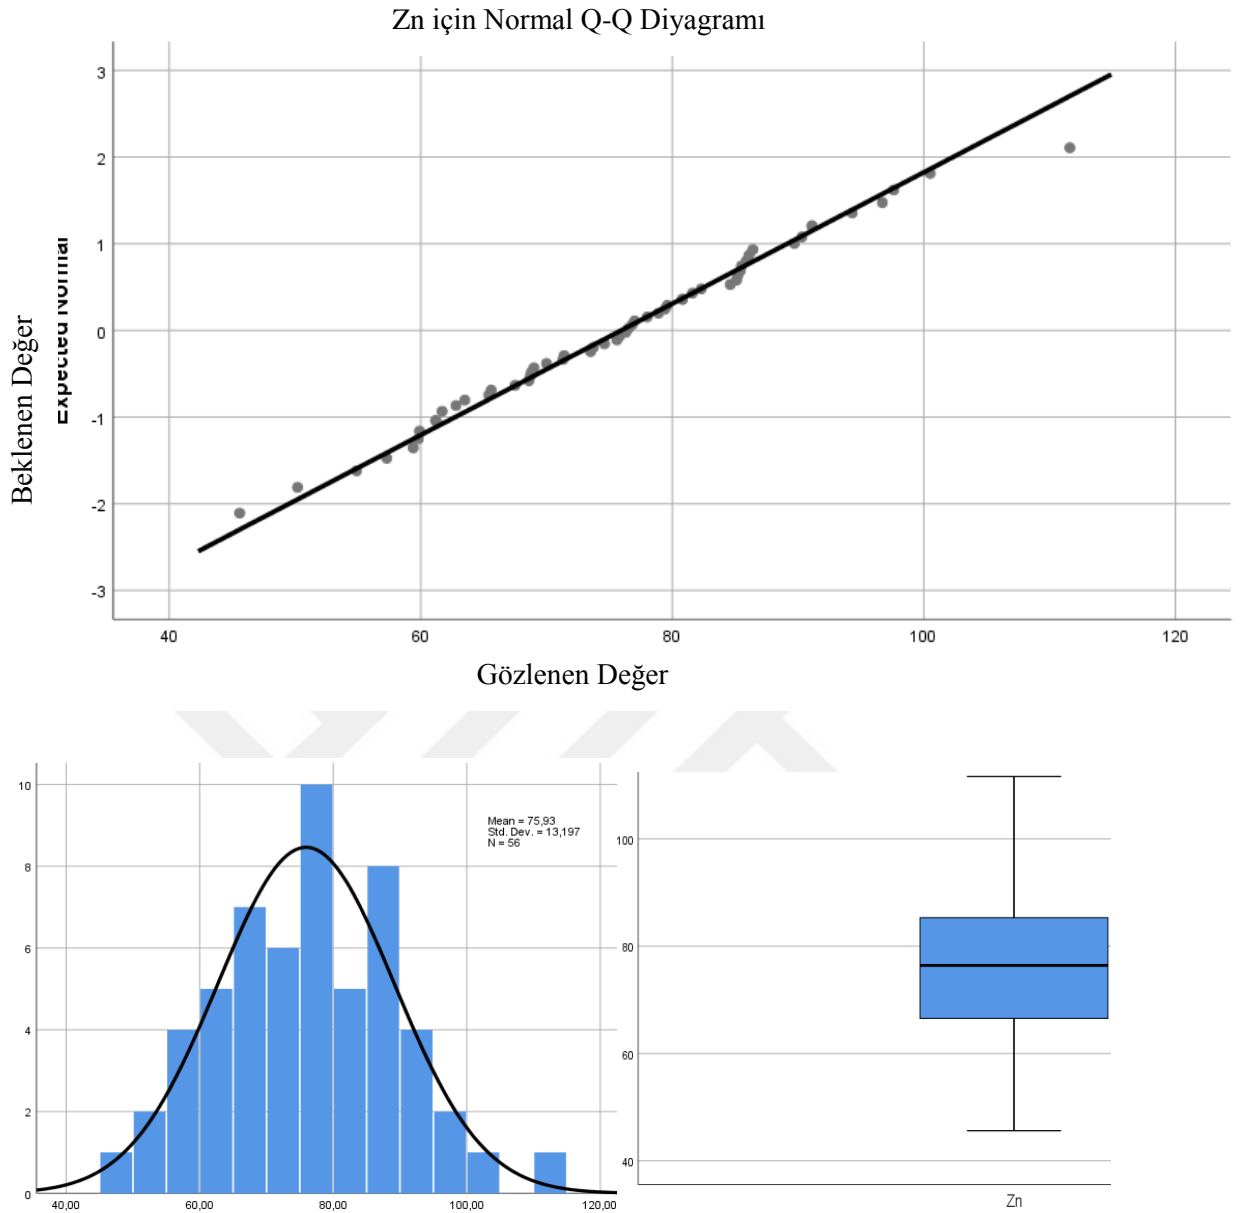 Zn için Normal Q-Q Diyagramı
3
2
1
0
-1
-2
-3
Beklenen Değer
Expected Normal
40 60 80 100 120
Gözlenen Değer
10
8
6
4
2
0
Mean = 75,93
Std. Dev. = 13,197
N = 56
40,00 60,00 80,00 100,00 120,00
100
80
60
40
Zn